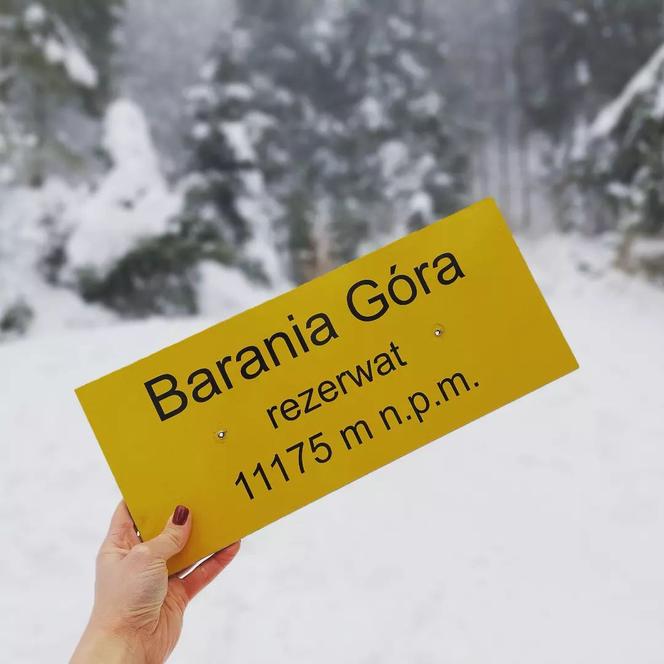 Barania Góra
rezerwat
11175 m n.p.m.